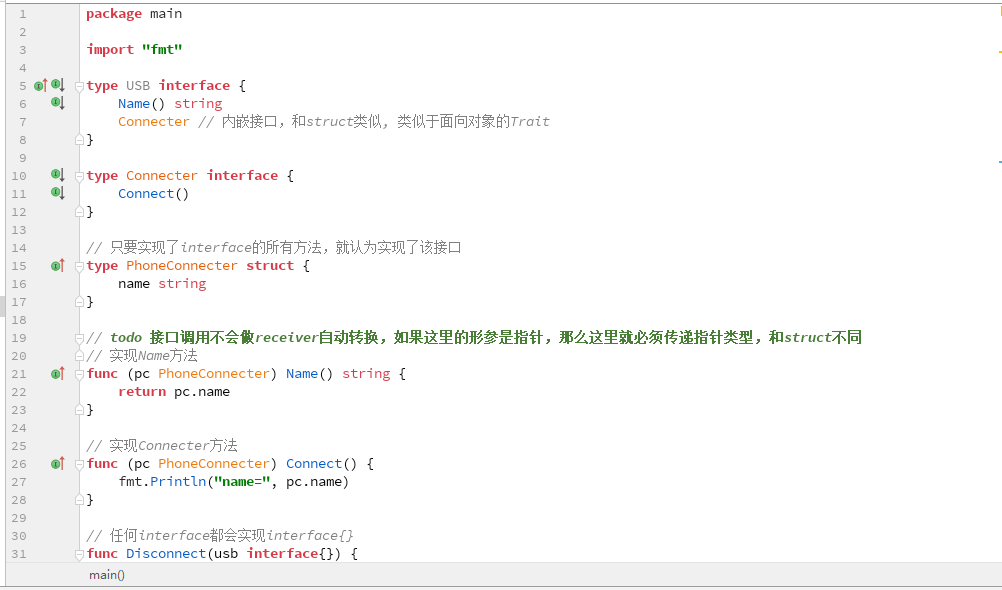 1 package main
2
3 import "fmt"
4
5 type USB interface {
6 Name() string
7 Connecter // 内嵌接口，和struct类似, 类似于面向对象的Trait
8 }
9
10 type Connecter interface {
11 Connect()
12 }
13
14 // 只要实现了interface的所有方法，就认为实现了该接口
15 type PhoneConnecter struct {
16 name string
17 }
18
19 // todo 接口调用不会做receiver自动转换，如果这里的形参是指针，那么这里就必须传递指针类型，和struct不同
20 // 实现Name方法
21 func (pc PhoneConnecter) Name() string {
22 return pc.name
23 }
24
25 // 实现Connecter方法
26 func (pc PhoneConnecter) Connect() {
27 fmt.Println("name=", pc.name)
28 }
29
30 // 任何interface都会实现interface{}
31 func Disconnect(usb interface{}) {
main()